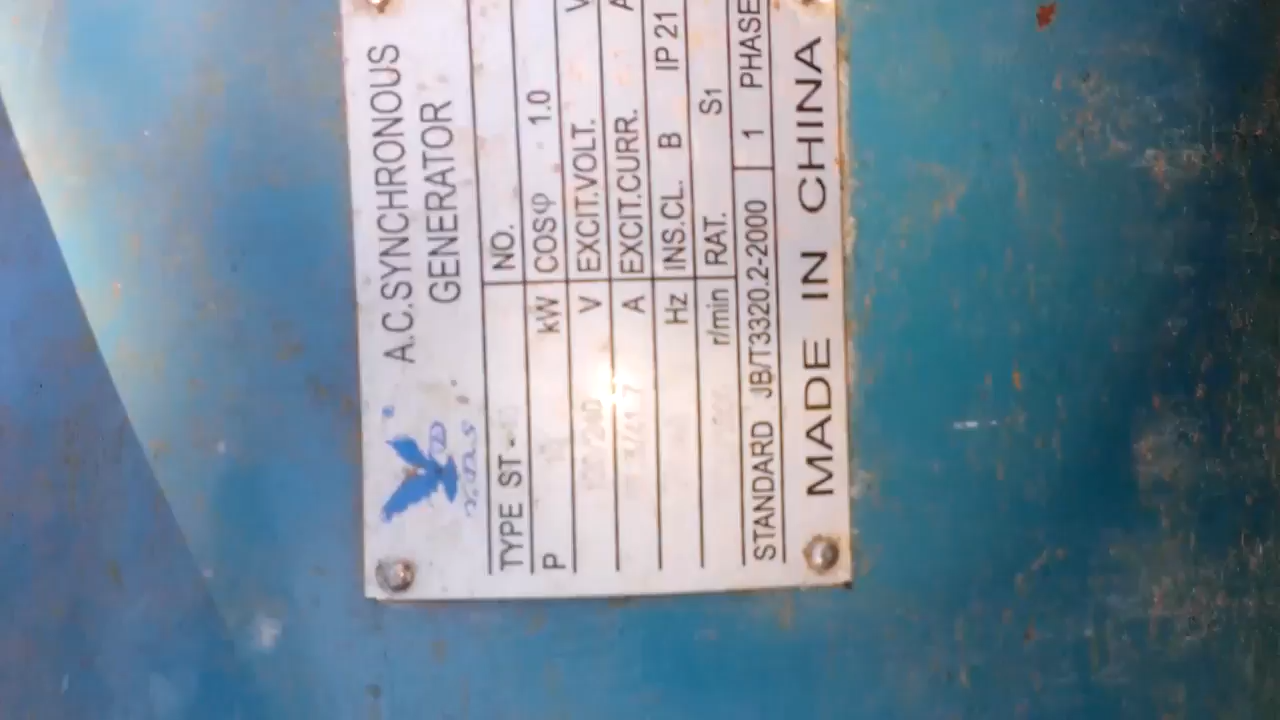 A.C.SYNCHRONOUS
GENERATOR
TYPE ST- NO.
P kW COSφ 1.0
V EXCIT.VOLT. V
A EXCIT.CURR. A
Hz INS.CL. B IP 21
r/min RAT. S1
STANDARD JB/T3320.2-2000 1 PHASE
MADE IN CHINA